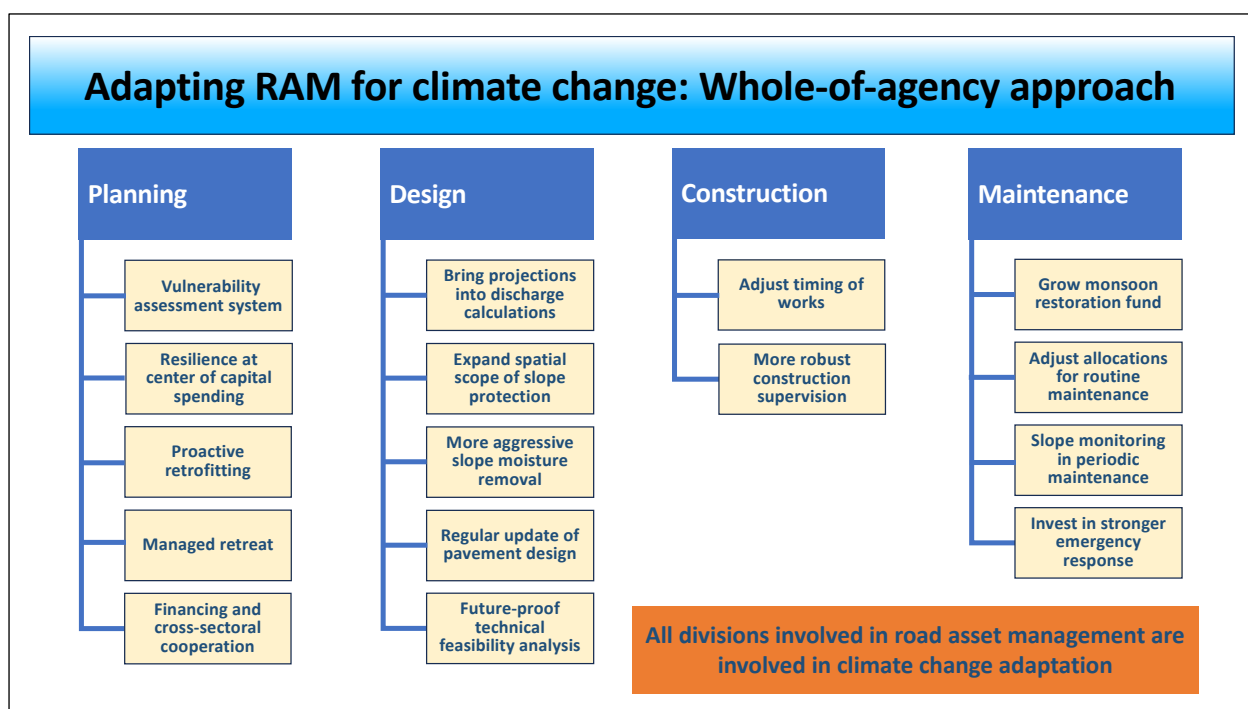 Adapting RAM for climate change: Whole-of-agency approach
Planning
Vulnerability
assessment system
Resilience at
center of capital
spending
Proactive
retrofitting
Managed retreat
Financing and
cross-sectoral
cooperation
Design
Bring projections
into discharge
calculations
Expand spatial
scope of slope
protection
More aggressive
slope moisture
removal
Regular update of
pavement design
Future-proof
technical
feasibility analysis
Construction
Adjust timing of
works
More robust
construction
supervision
Maintenance
Grow monsoon
restoration fund
Adjust allocations
for routine
maintenance
Slope monitoring
in periodic
maintenance
Invest in stronger
emergency
response
All divisions involved in road asset management are
involved in climate change adaptation